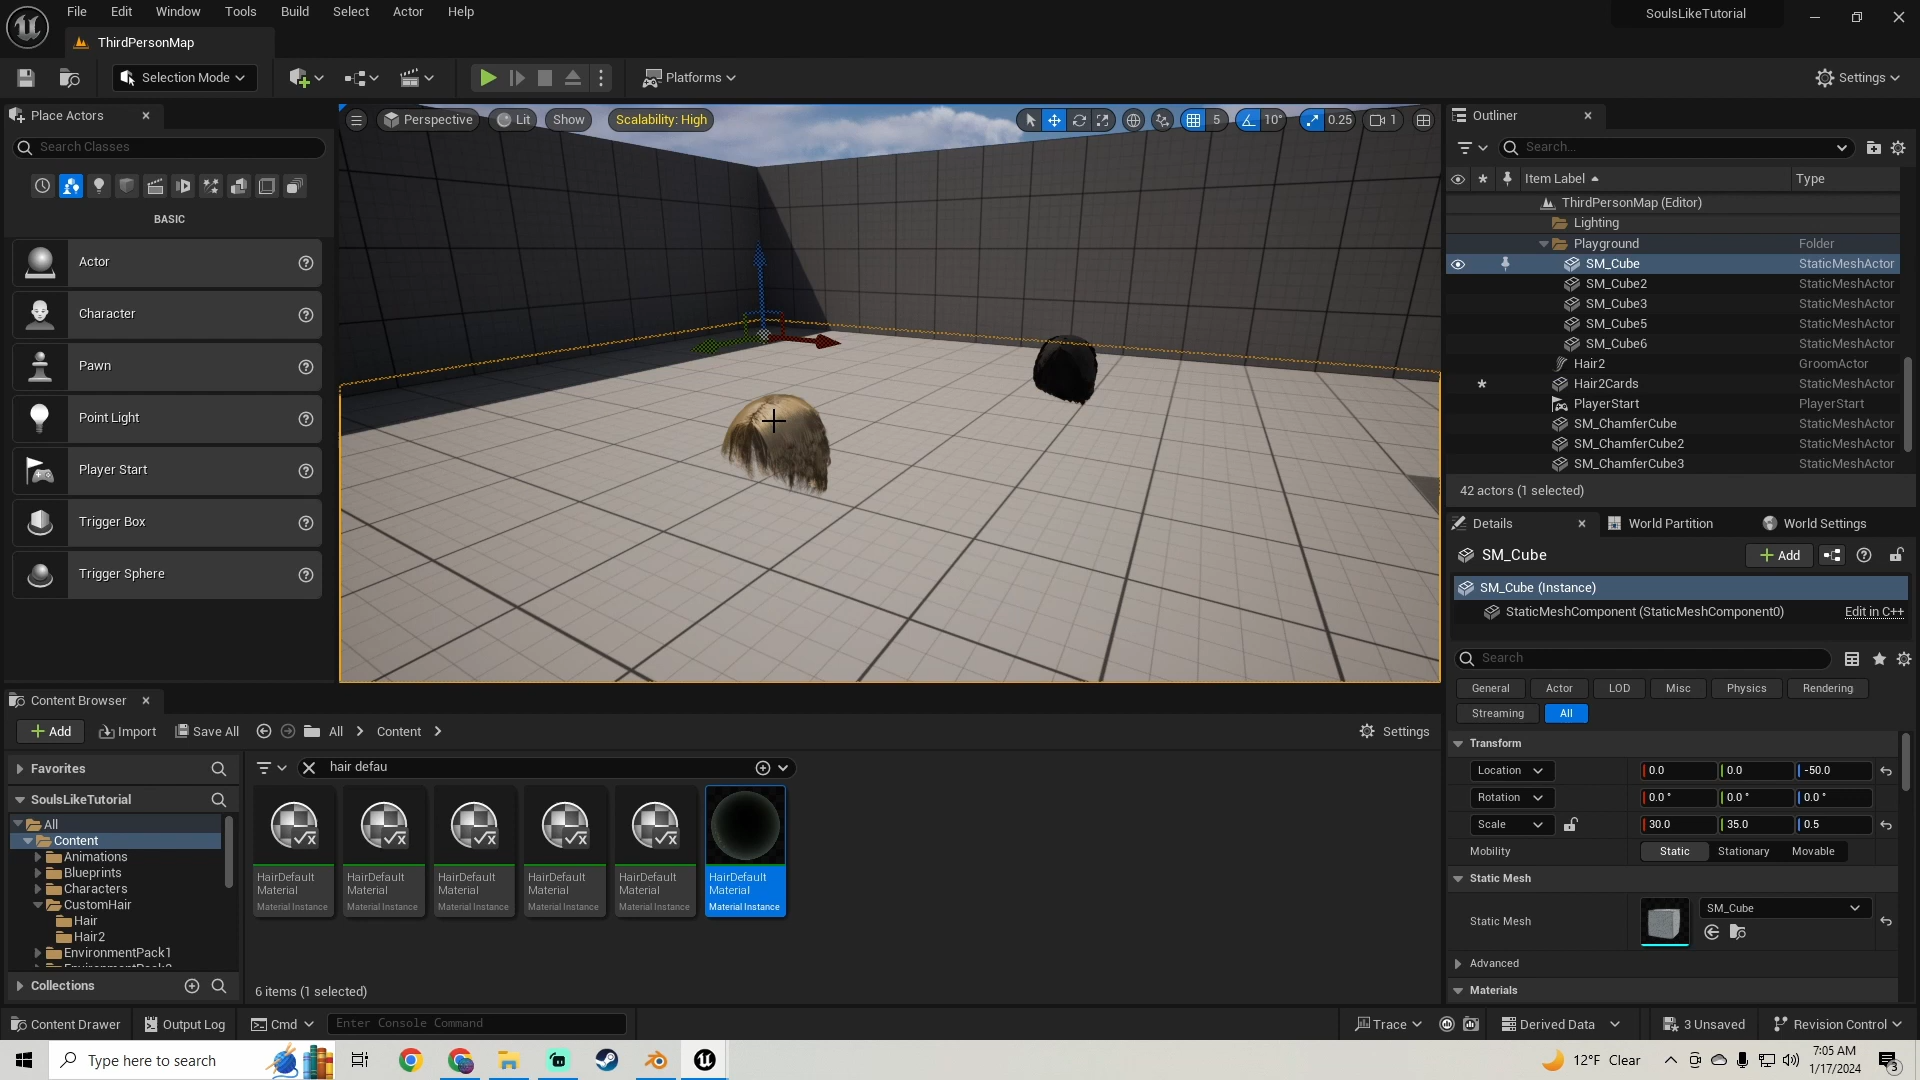 File Edit Window Tools Build Select Actor Help
SoulsLikeTutorial
ThirdPersonMap
Selection Mode
Platforms
Settings
Place Actors
Search Classes
BASIC
Actor
Character
Pawn
Point Light
Player Start
Trigger Box
Trigger Sphere
Perspective Lit Show Scalability: High
5 10° 0.25 1
Outliner
Search...
Item Label Type
ThirdPersonMap (Editor)
Lighting
Playground Folder
SM_Cube StaticMeshActor
SM_Cube2 StaticMeshActor
SM_Cube3 StaticMeshActor
SM_Cube5 StaticMeshActor
SM_Cube6 StaticMeshActor
Hair2 GroomActor
Hair2Cards StaticMeshActor
PlayerStart PlayerStart
SM_ChamferCube StaticMeshActor
SM_ChamferCube2 StaticMeshActor
SM_ChamferCube3 StaticMeshActor
42 actors (1 selected)
Details World Partition World Settings
SM_Cube Add
SM_Cube (Instance)
StaticMeshComponent (StaticMeshComponent0) Edit in C++
Search
General Actor LOD Misc Physics Rendering
Streaming All
Transform
Location 0.0 0.0 -50.0
Rotation 0.0 ° 0.0 ° 0.0 °
Scale 30.0 35.0 0.5
Mobility Static Stationary Movable
Static Mesh
Static Mesh SM_Cube
Advanced
Materials
Content Browser
Add Import Save All All Content Settings
Favorites
SoulsLikeTutorial
All
Content
Animations
Blueprints
Characters
CustomHair
Hair
Hair2
EnvironmentPack1
Collections
hair defau
HairDefault HairDefault HairDefault HairDefault HairDefault HairDefault
Material Material Material Material Material Material
Material Instance Material Instance Material Instance Material Instance Material Instance Material Instance
6 items (1 selected)
Content Drawer Output Log Cmd Enter Console Command
Trace Derived Data 3 Unsaved Revision Control
Type here to search
12°F Clear
7:05 AM
1/17/2024
3